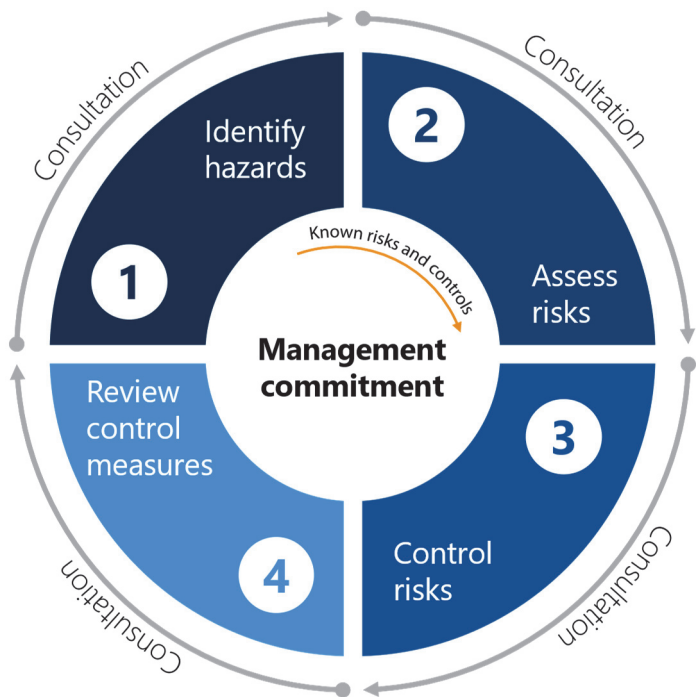 Consultation
Consultation
1
Identify
hazards
2
Assess
risks
Known risks and controls
Management
commitment
3
Control
risks
4
Review
control
measures
Consultation
Consultation